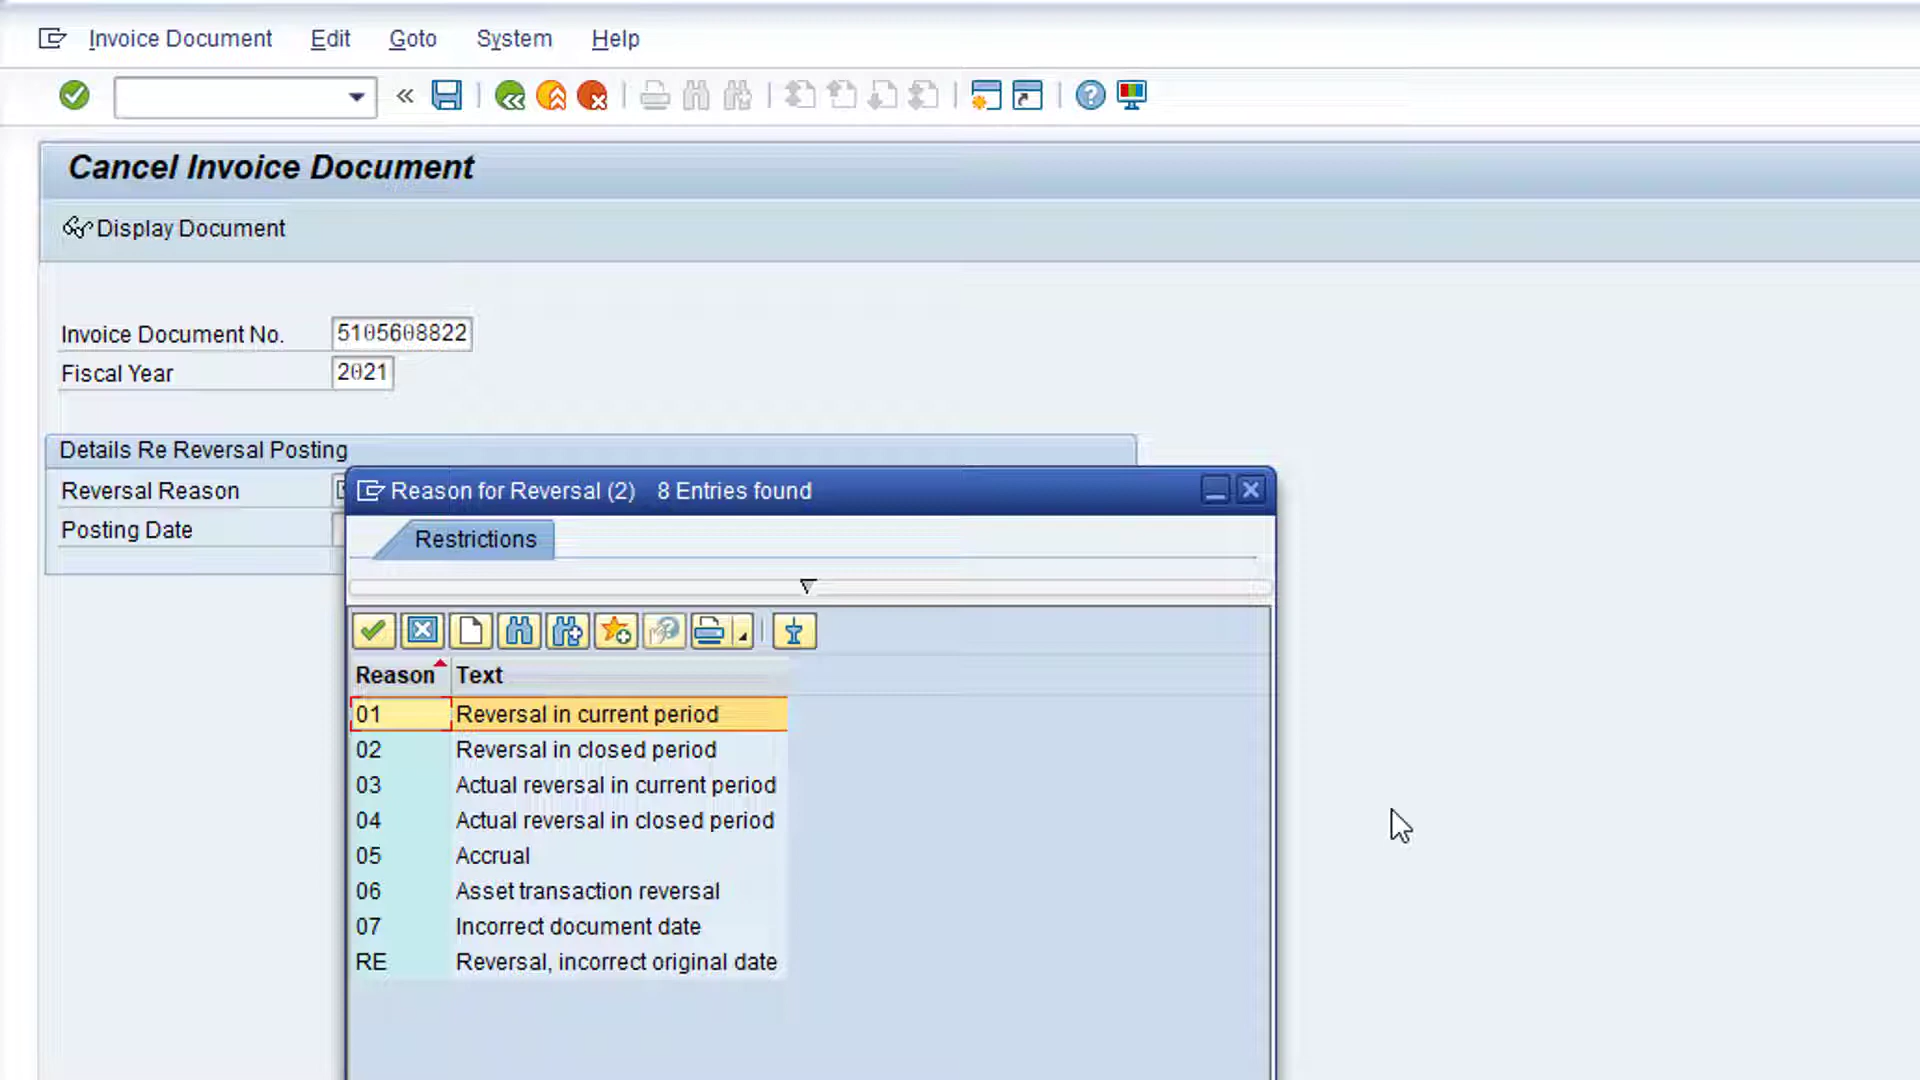 Invoice Document Edit Goto System Help
Cancel Invoice Document
Display Document
Invoice Document No. 5105608822
Fiscal Year 2021
Details Re Reversal Posting
Reversal Reason
Posting Date
Reason for Reversal (2) 8 Entries found
Restrictions
Reason Text
01 Reversal in current period
02 Reversal in closed period
03 Actual reversal in current period
04 Actual reversal in closed period
05 Accrual
06 Asset transaction reversal
07 Incorrect document date
RE Reversal, incorrect original date